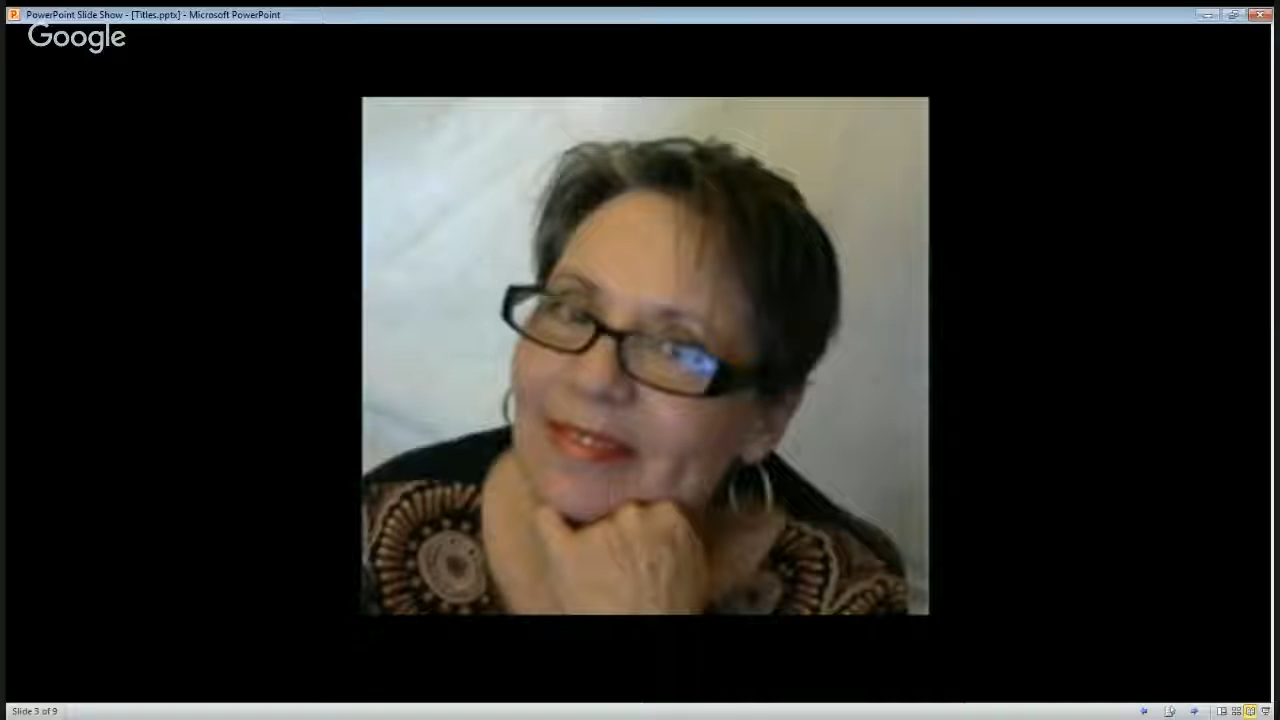 PowerPoint Slide Show - [Titles.pptx] - Microsoft PowerPoint
Google
Slide 3 of 9